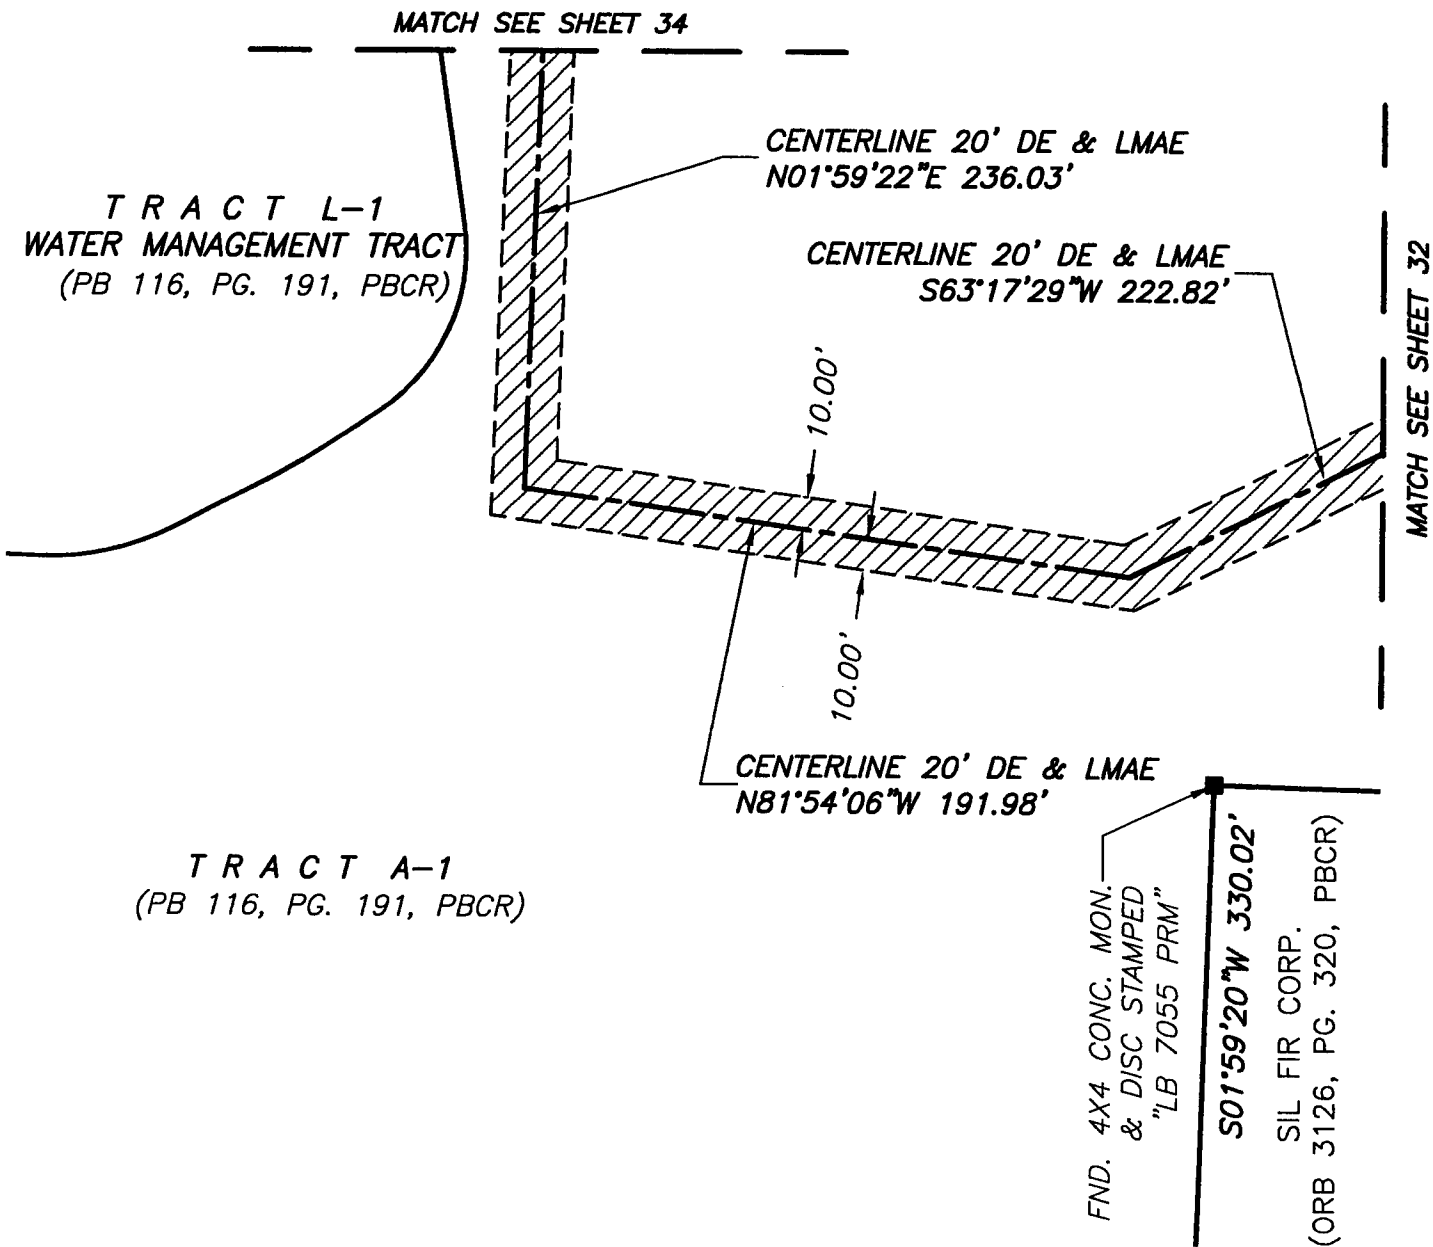 MATCH SEE SHEET 34
CENTERLINE 20' DE & LMAE
N01°59'22"E 236.03'
TRACT L-1
WATER MANAGEMENT TRACT
(PB 116, PG. 191, PBCR)
CENTERLINE 20' DE & LMAE
S63°17'29"W 222.82'
MATCH SEE SHEET 32
10.00'
10.00'
CENTERLINE 20' DE & LMAE
N81°54'06"W 191.98'
TRACT A-1
(PB 116, PG. 191, PBCR)
FND. 4X4 CONC. MON.
& DISC STAMPED
"LB 7055 PRM"
S01°59'20"W 330.02'
SIL FIR CORP.
(ORB 3126, PG. 320, PBCR)